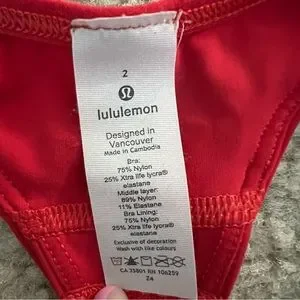 2
lululemon
Designed in
Vancouver
Made in Cambodia
Bra:
75% Nylon
25% Xtra life lycra®
elastane
Middle layer:
89% Nylon
11% Elastane
Bra Lining:
75% Nylon
25% Xtra life lycra®
elastane
Exclusive of decoration
Wash with like colours
CA 35801 RN 106259
Z4